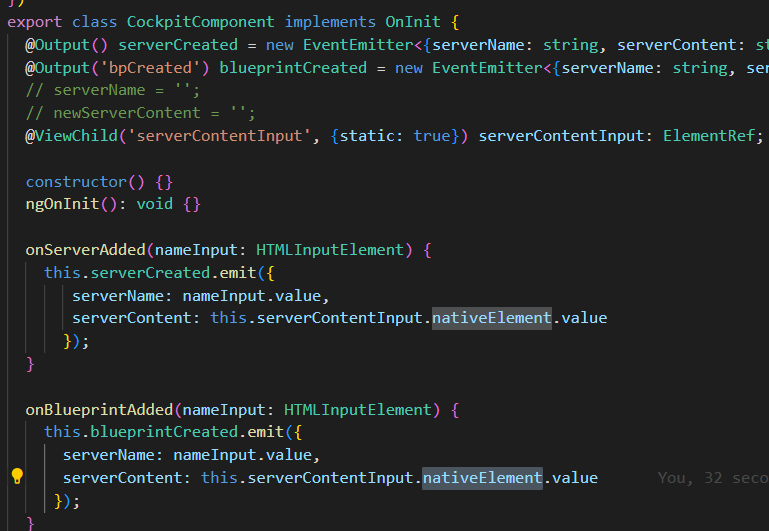 })
export class CockpitComponent implements OnInit {
@Output() serverCreated = new EventEmitter<{serverName: string, serverContent:
@Output('bpCreated') blueprintCreated = new EventEmitter<{serverName: string,
// serverName = '';
// newServerContent = '';
@ViewChild('serverContentInput', {static: true}) serverContentInput: ElementRef;
constructor() {}
ngOnInit(): void {}
onServerAdded(nameInput: HTMLInputElement) {
this.serverCreated.emit({
serverName: nameInput.value,
serverContent: this.serverContentInput.nativeElement.value
});
}
onBlueprintAdded(nameInput: HTMLInputElement) {
this.blueprintCreated.emit({
serverName: nameInput.value,
serverContent: this.serverContentInput.nativeElement.value You, 32
});
}